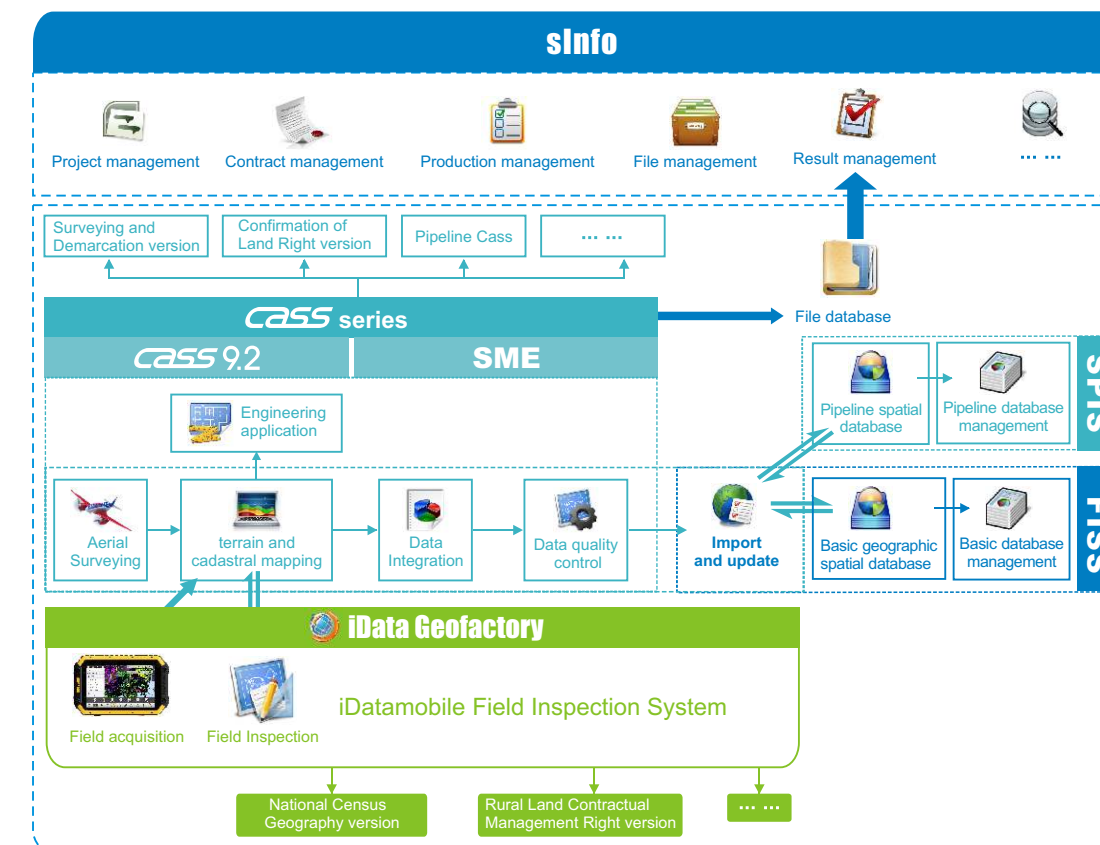 sInfo
Project management
Contract management
Production management
File management
Result management
... ...
Surveying and
Demarcation version
Confirmation of
Land Right version
Pipeline Cass
... ...
File database
CASS series
CASS 9.2
SME
SPIS
Pipeline spatial
database
Pipeline database
management
Engineering
application
Aerial
Surveying
terrain and
cadastral mapping
Data
Integration
Data quality
control
Import
and update
Basic geographic
spatial database
Basic database
management
FISS
iData Geofactory
Field acquisition
Field Inspection
iDatamobile Field Inspection System
National Census
Geography version
Rural Land Contractual
Management Right version
... ...